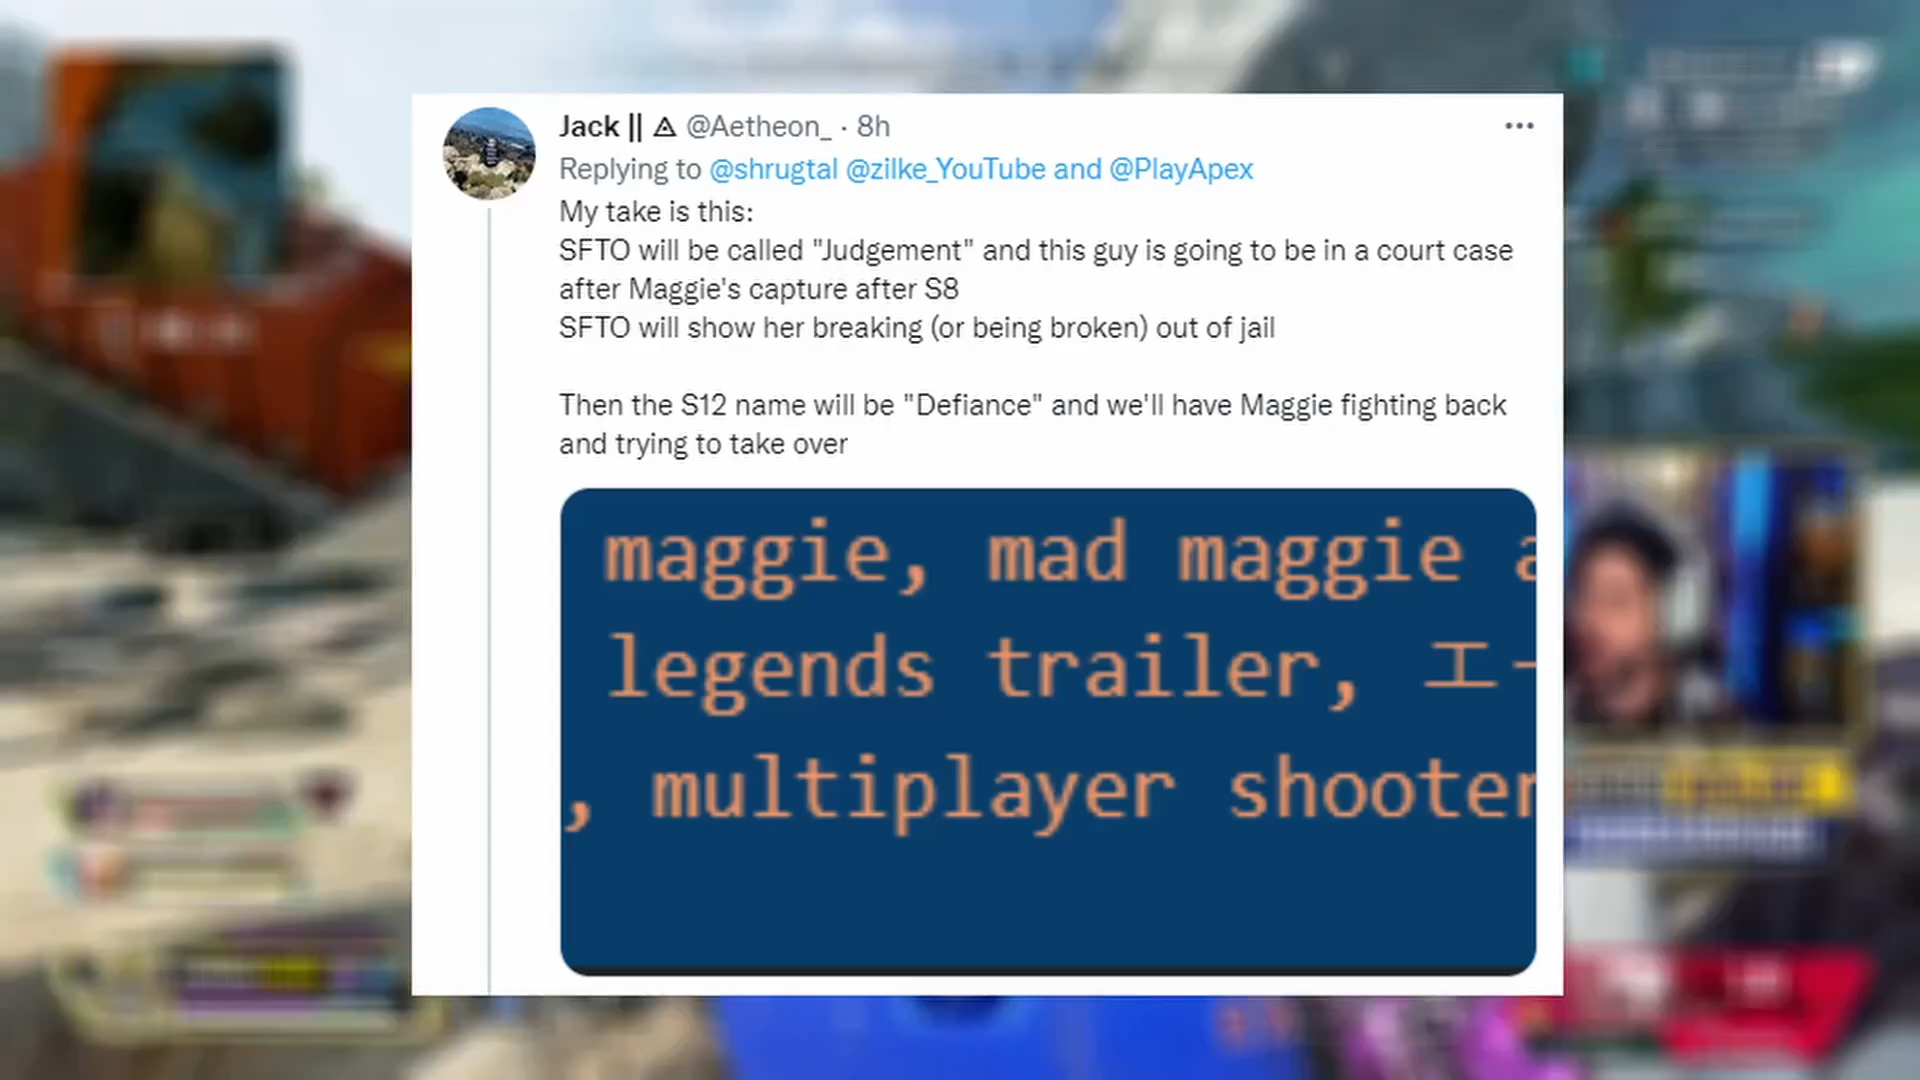 Jack || ⟁ @Aetheon_ · 8h
Replying to @shrugtal @zilke_YouTube and @PlayApex
My take is this:
SFTO will be called "Judgement" and this guy is going to be in a court case
after Maggie's capture after S8
SFTO will show her breaking (or being broken) out of jail
Then the S12 name will be "Defiance" and we'll have Maggie fighting back
and trying to take over
maggie, mad maggie a
legends trailer, エー
, multiplayer shooter